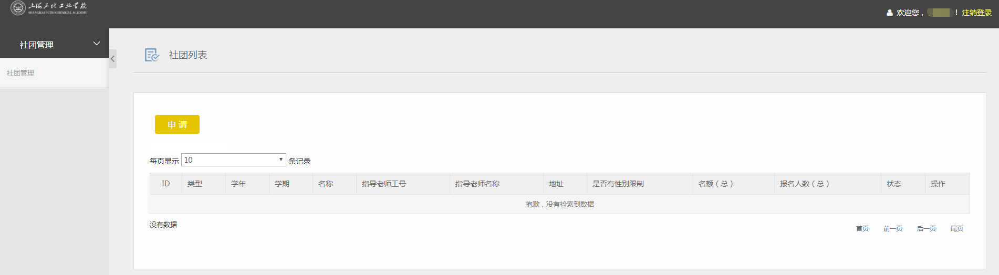 上海石化工业学校
SHANGHAI PETROCHEMICAL ACADEMY
欢迎您， ！ 注销登录
社团管理
社团管理
社团列表
申 请
每页显示 10 条记录
ID 类型 学年 学期 名称 指导老师工号 指导老师名称 地址 是否有性别限制 名额（总） 报名人数（总） 状态 操作
抱歉，没有检索到数据
没有数据
首页 前一页 后一页 尾页